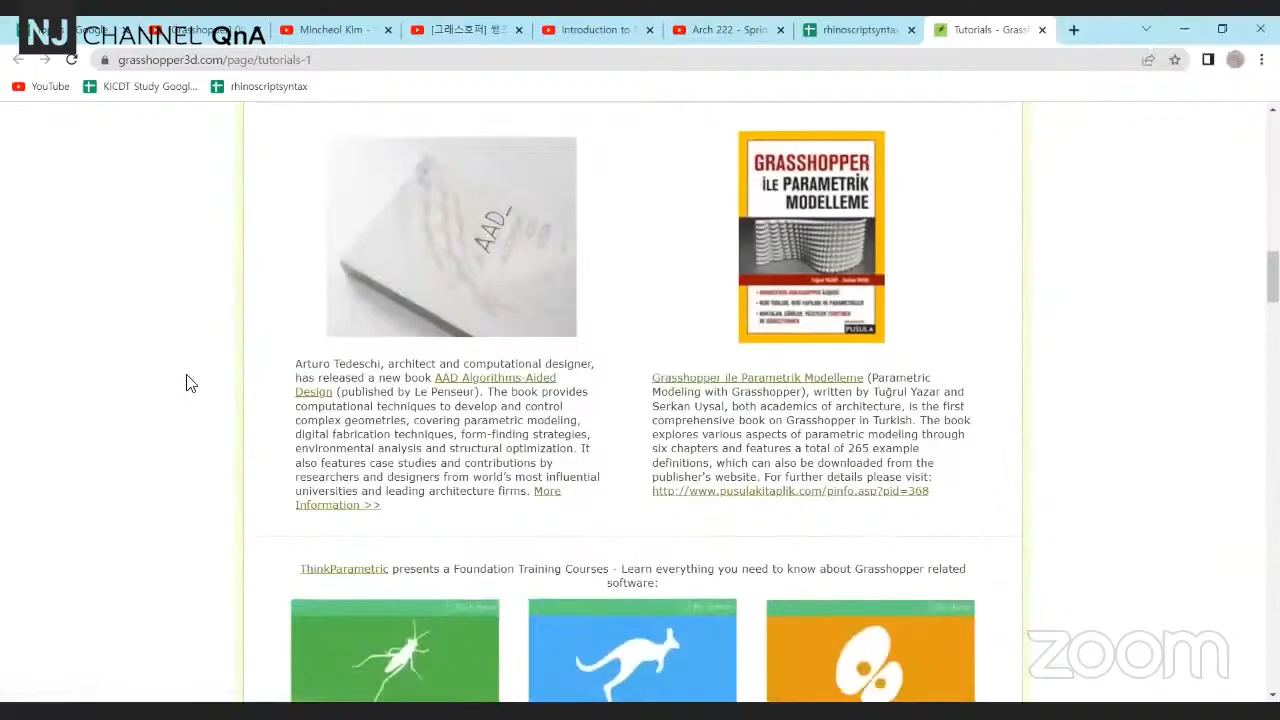 NJ CHANNEL QnA
Mincheol Kim -
Introduction to
Arch 222 - Sprin
rhinoscriptsyntax
Tutorials - Grass
grasshopper3d.com/page/tutorials-1
YouTube
KICDT Study Googl...
rhinoscriptsyntax
AAD_
GRASSHOPPER
İLE PARAMETRİK
MODELLEME
PUSULA
Arturo Tedeschi, architect and computational designer,
has released a new book AAD Algorithms-Aided
Design (published by Le Penseur). The book provides
computational techniques to develop and control
complex geometries, covering parametric modeling,
digital fabrication techniques, form-finding strategies,
environmental analysis and structural optimization. It
also features case studies and contributions by
researchers and designers from world's most influential
universities and leading architecture firms. More
Information >>
Grasshopper ile Parametrik Modelleme (Parametric
Modeling with Grasshopper), written by Tuğrul Yazar and
Serkan Uysal, both academics of architecture, is the first
comprehensive book on Grasshopper in Turkish. The book
explores various aspects of parametric modeling through
six chapters and features a total of 265 example
definitions, which can also be downloaded from the
publisher's website. For further details please visit:
http://www.pusulakitaplik.com/pinfo.asp?pid=368
ThinkParametric presents a Foundation Training Courses - Learn everything you need to know about Grasshopper related
software:
zoom